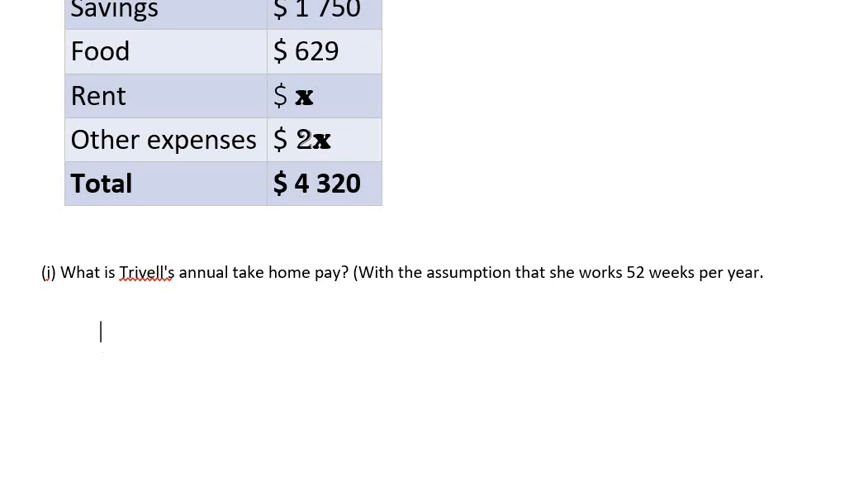 Savings $ 1 750
Food $ 629
Rent $ x
Other expenses $ 2x
Total $ 4 320
(i) What is Trivell's annual take home pay? (With the assumption that she works 52 weeks per year.